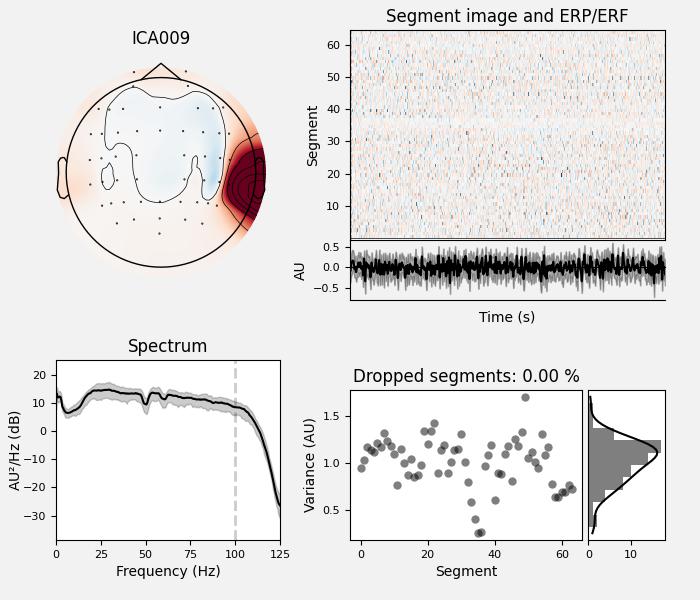 ICA009
Segment image and ERP/ERF
Segment
60
50
40
30
20
10
AU
0.5
0.0
−0.5
Time (s)
Spectrum
AU²/Hz (dB)
20
10
0
−10
−20
−30
0 25 50 75 100 125
Frequency (Hz)
Dropped segments: 0.00 %
Variance (AU)
1.5
1.0
0.5
0 20 40 60
Segment
0 10